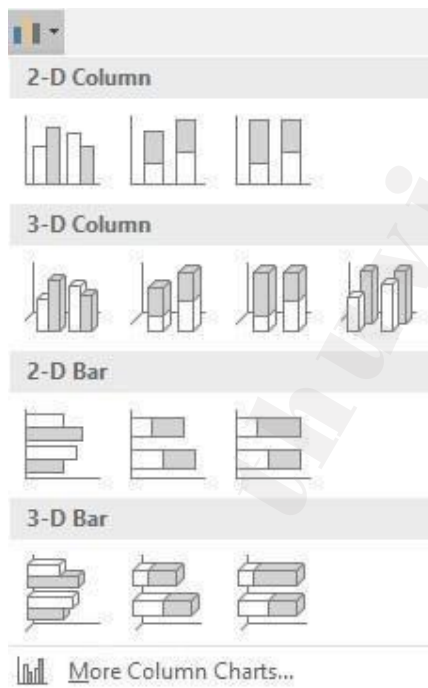 2-D Column
3-D Column
2-D Bar
3-D Bar
More Column Charts...